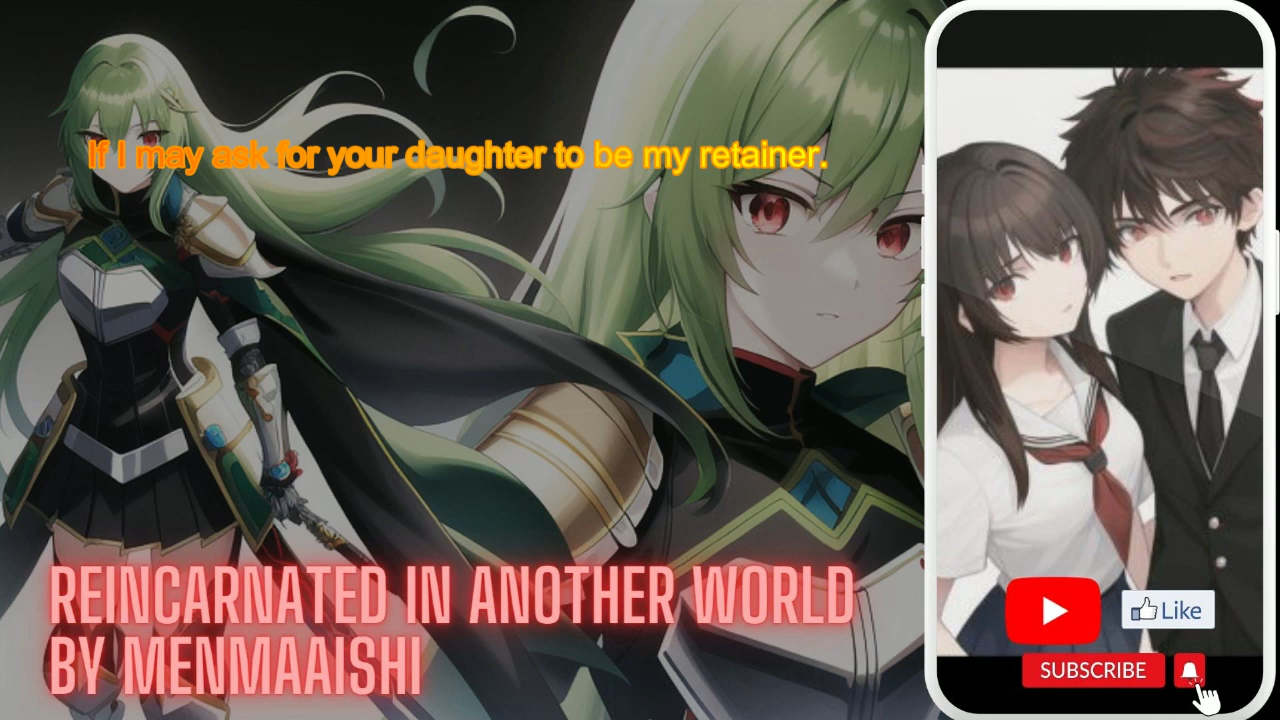 If I may ask for your daughter to be my retainer.
REINCARNATED IN ANOTHER WORLD
BY MENMAAISHI
Like
SUBSCRIBE